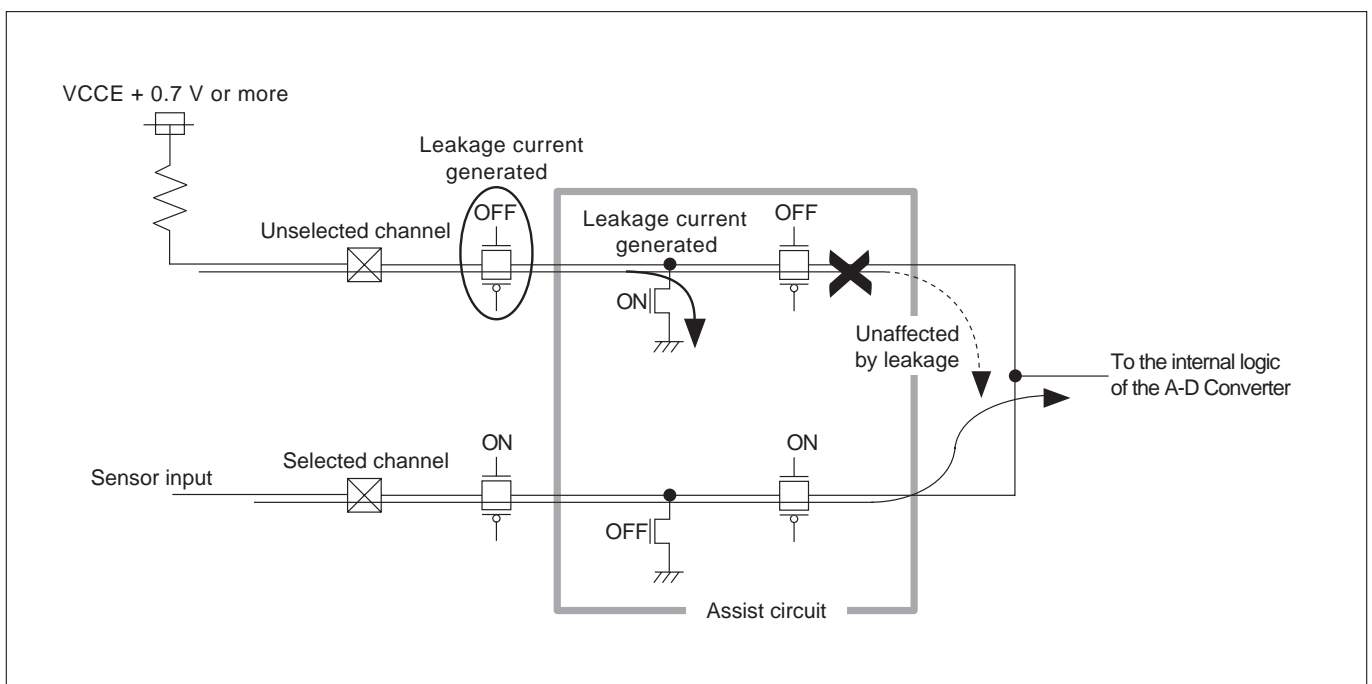 VCCE + 0.7 V or more
Leakage current
generated
OFF
Unselected channel
Leakage current
generated
OFF
ON
Unaffected
by leakage
To the internal logic
of the A-D Converter
ON
ON
Selected channel
Sensor input
OFF
Assist circuit